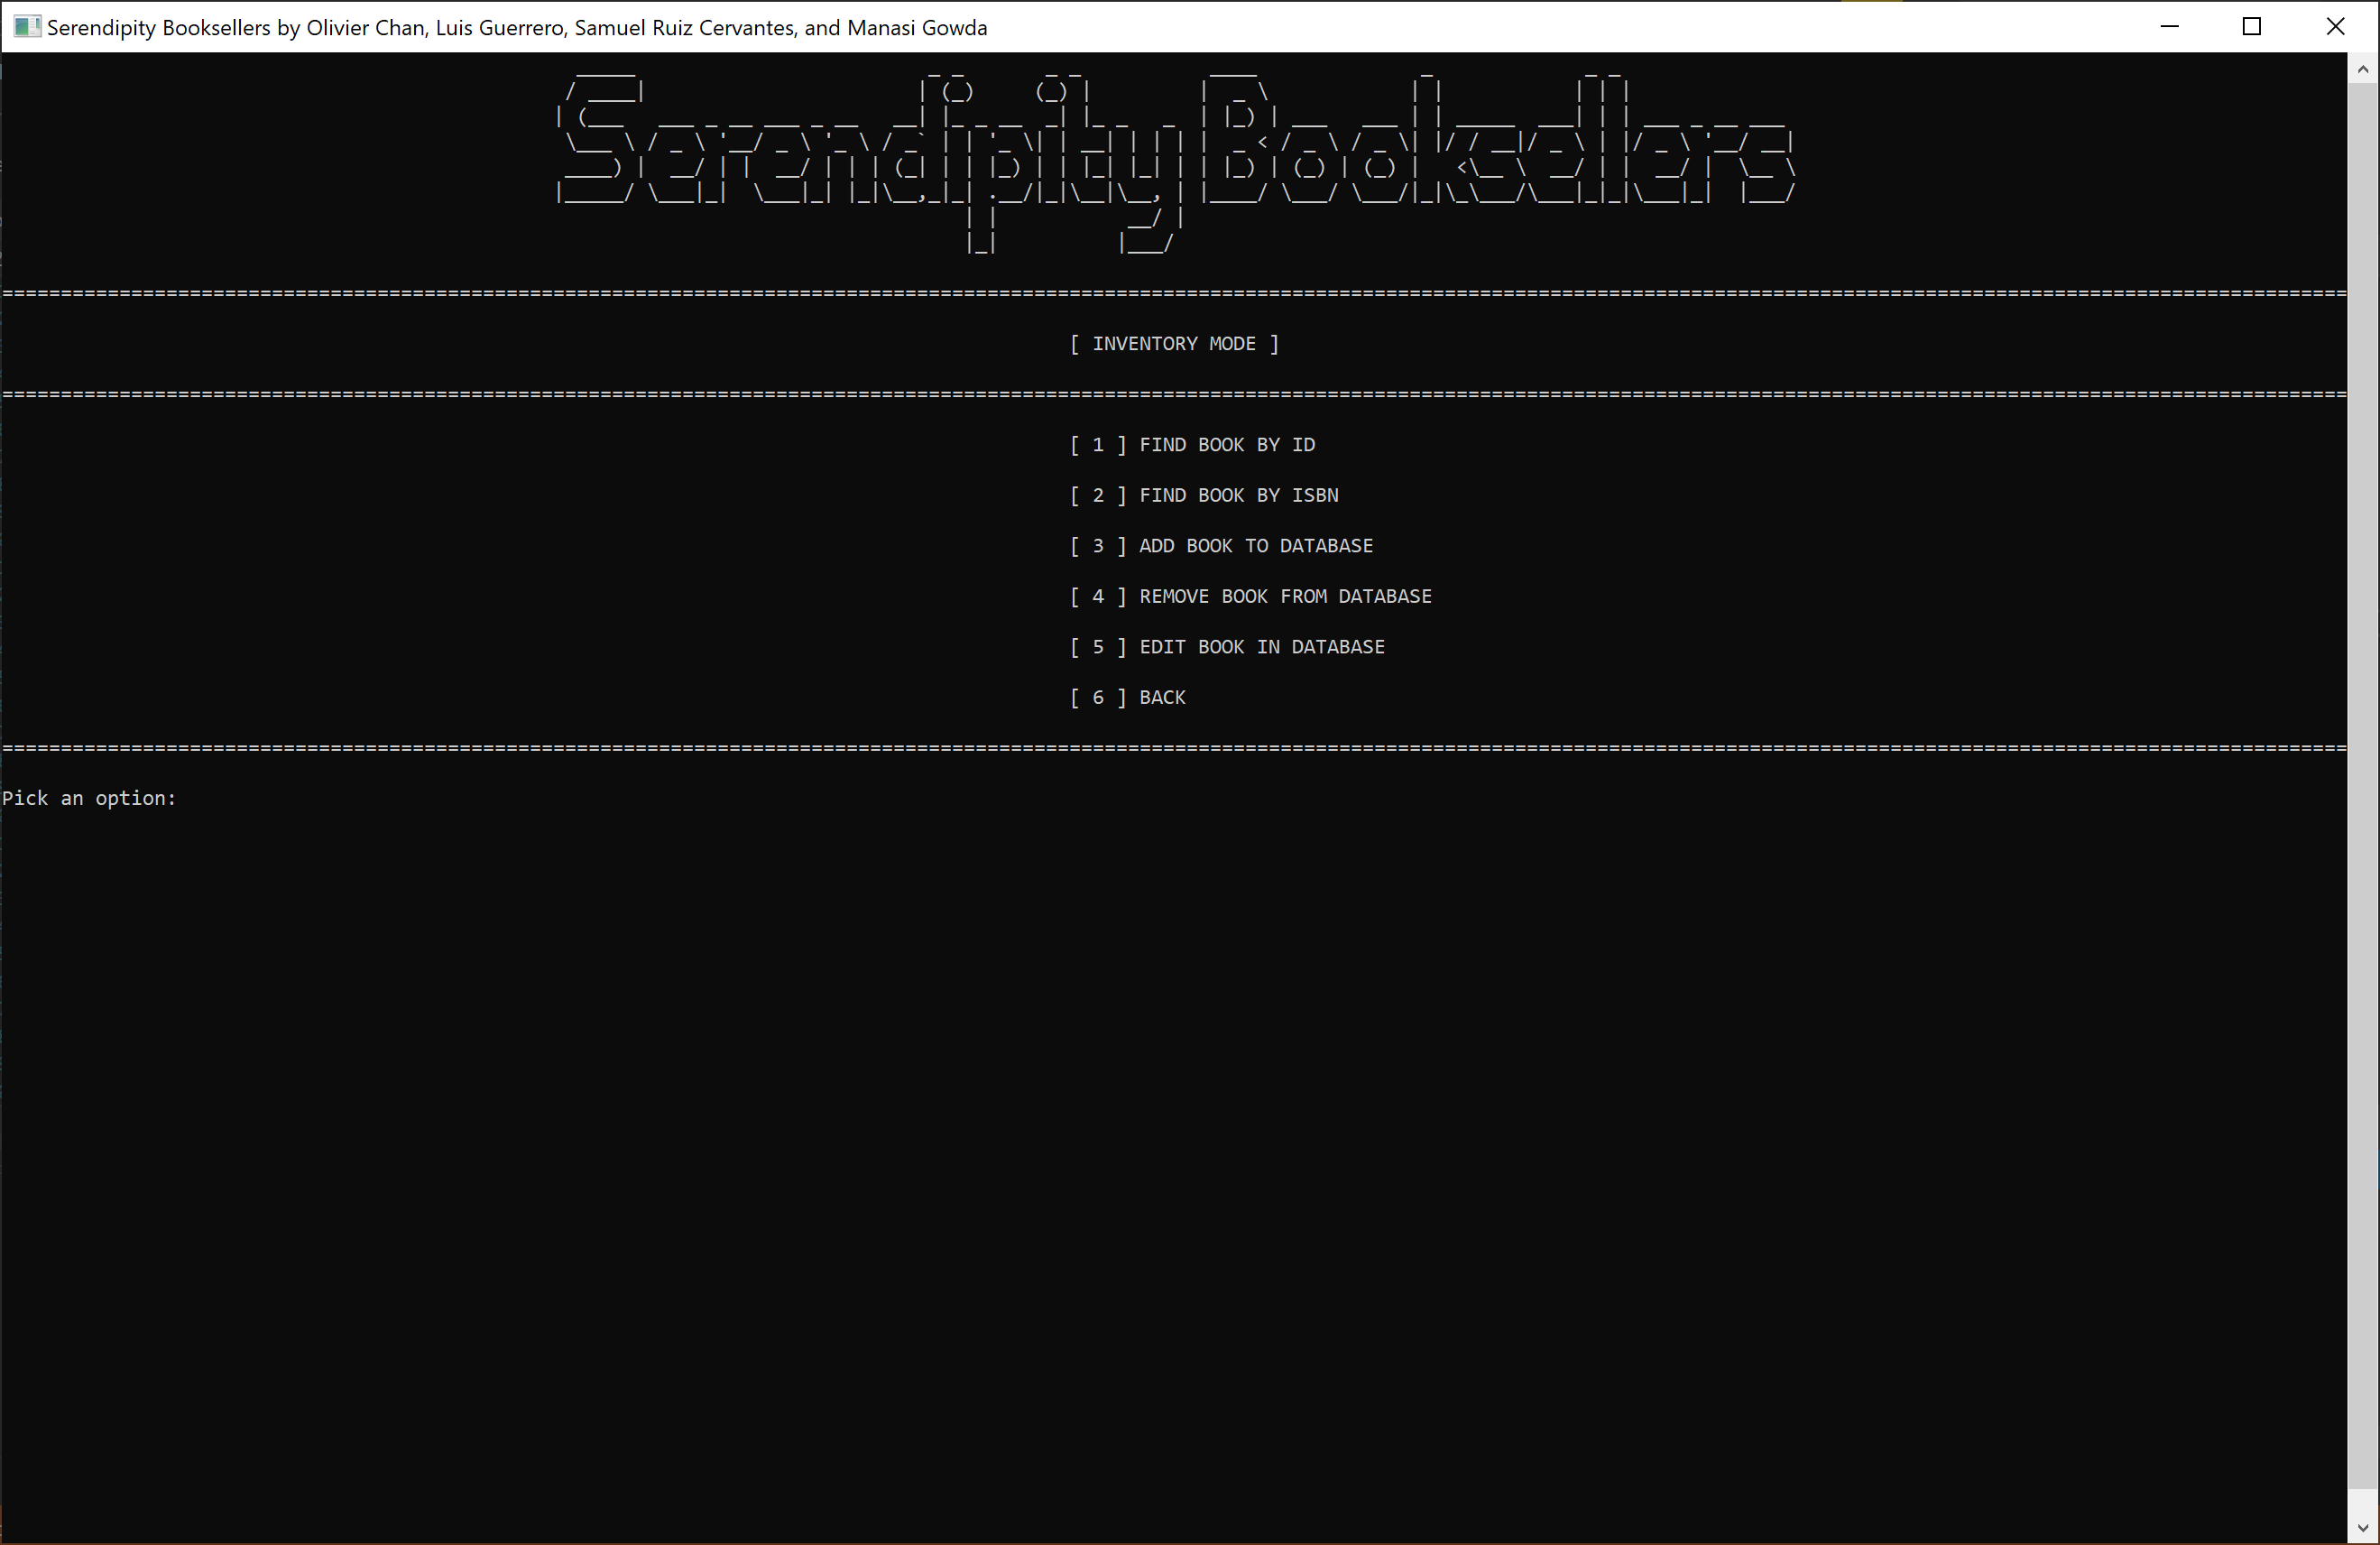 Serendipity Booksellers by Olivier Chan, Luis Guerrero, Samuel Ruiz Cervantes, and Manasi Gowda
Serendipity Booksellers
[ INVENTORY MODE ]
[ 1 ] FIND BOOK BY ID
[ 2 ] FIND BOOK BY ISBN
[ 3 ] ADD BOOK TO DATABASE
[ 4 ] REMOVE BOOK FROM DATABASE
[ 5 ] EDIT BOOK IN DATABASE
[ 6 ] BACK
Pick an option: